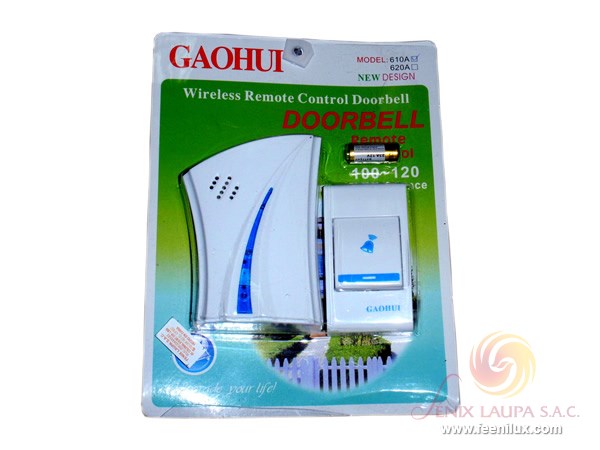 GAOHUI
MODEL: 610A
620A
NEW DESIGN
Wireless Remote Control Doorbell
DOORBELL
Remote
100~120
GAOHUI
your life!
FENIX LAUPA S.A.C.
www.feenilux.com